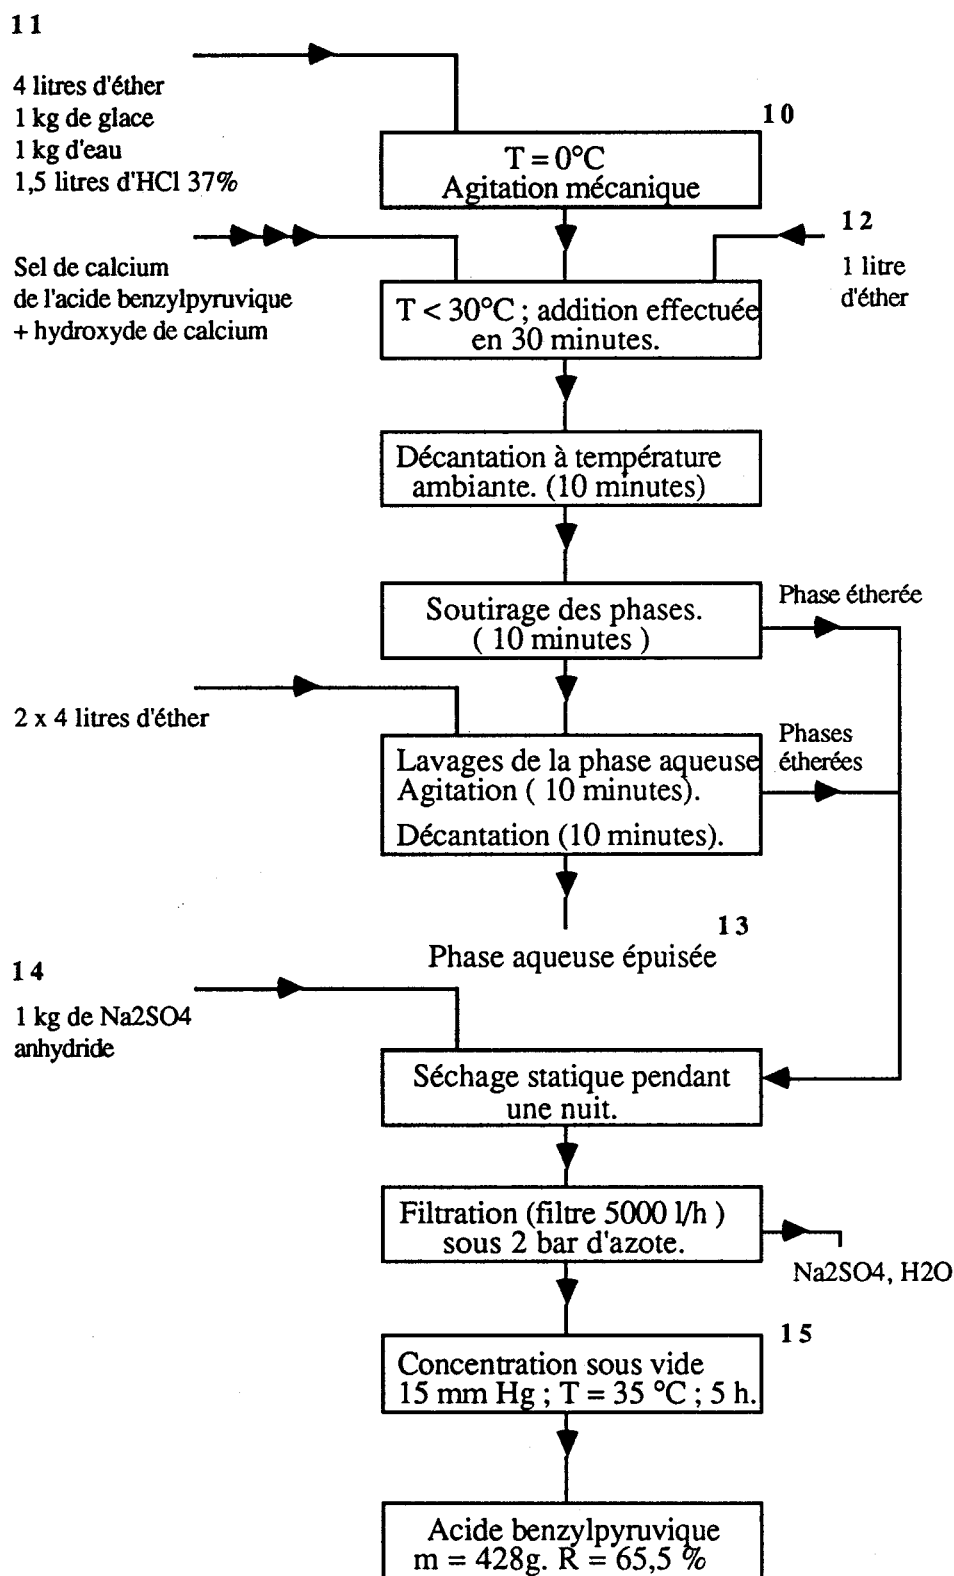 11
4 litres d'éther
1 kg de glace
1 kg d'eau
1,5 litres d'HCl 37%
10
T = 0°C
Agitation mécanique
12
1 litre
d'éther
Sel de calcium
de l'acide benzylpyruvique
+ hydroxyde de calcium
T < 30°C ; addition effectuée
en 30 minutes.
Décantation à température
ambiante. (10 minutes)
Soutirage des phases.
( 10 minutes )
Phase étherée
2 x 4 litres d'éther
Lavages de la phase aqueuse
Agitation ( 10 minutes).
Décantation (10 minutes).
Phases
étherées
13
Phase aqueuse épuisée
14
1 kg de Na2SO4
anhydride
Séchage statique pendant
une nuit.
Filtration (filtre 5000 l/h )
sous 2 bar d'azote.
Na2SO4, H2O
15
Concentration sous vide
15 mm Hg ; T = 35 °C ; 5 h.
Acide benzylpyruvique
m = 428g. R = 65,5 %